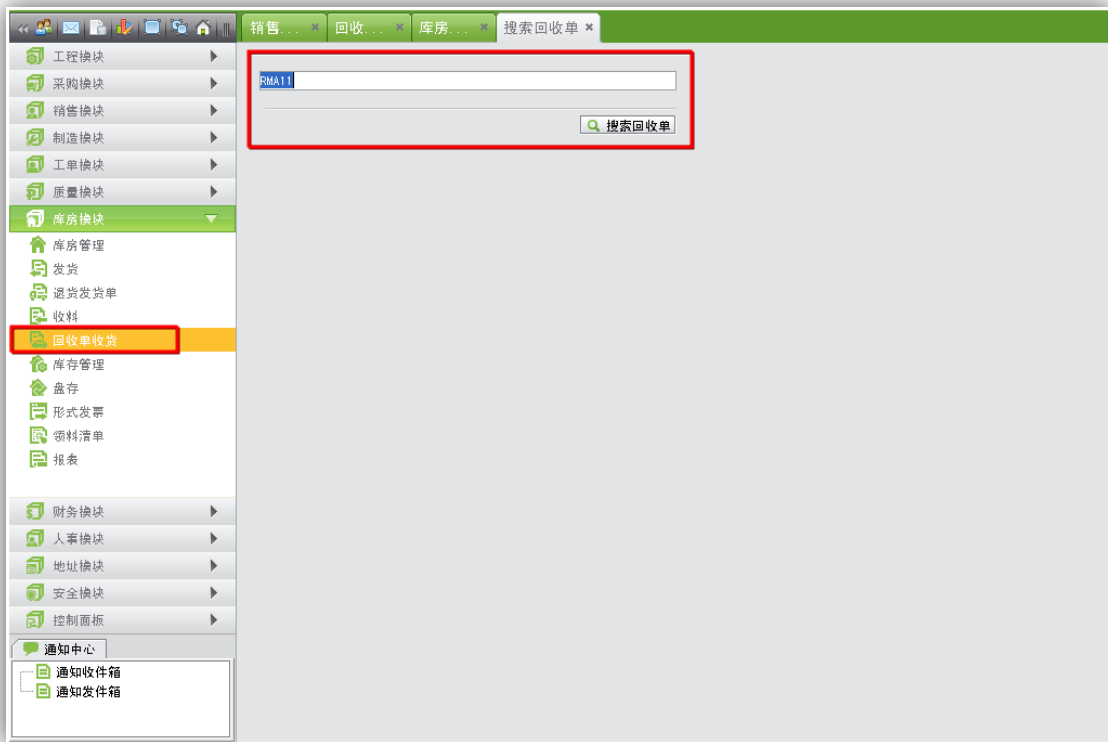 销售... × 回收... × 库房... × 搜索回收单 ×
工程模块
采购模块
销售模块
制造模块
工单模块
质量模块
库房模块
库房管理
发货
退货发货单
收料
回收单收货
库存管理
盘存
形式发票
领料清单
报表
财务模块
人事模块
地址模块
安全模块
控制面板
通知中心
通知收件箱
通知发件箱
RMA11
搜索回收单